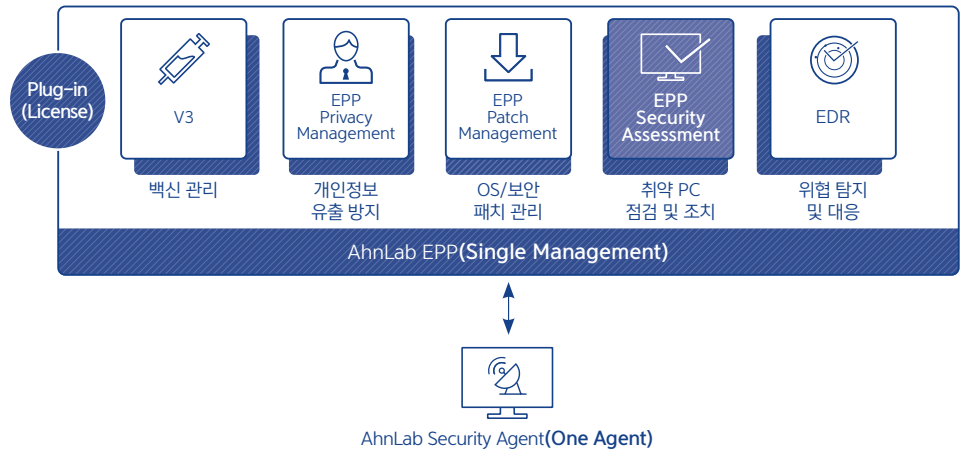 Plug-in
(License)
V3
EPP
Privacy
Management
EPP
Patch
Management
EPP
Security
Assessment
EDR
백신 관리
개인정보
유출 방지
OS/보안
패치 관리
취약 PC
점검 및 조치
위협 탐지
및 대응
AhnLab EPP(Single Management)
AhnLab Security Agent(One Agent)